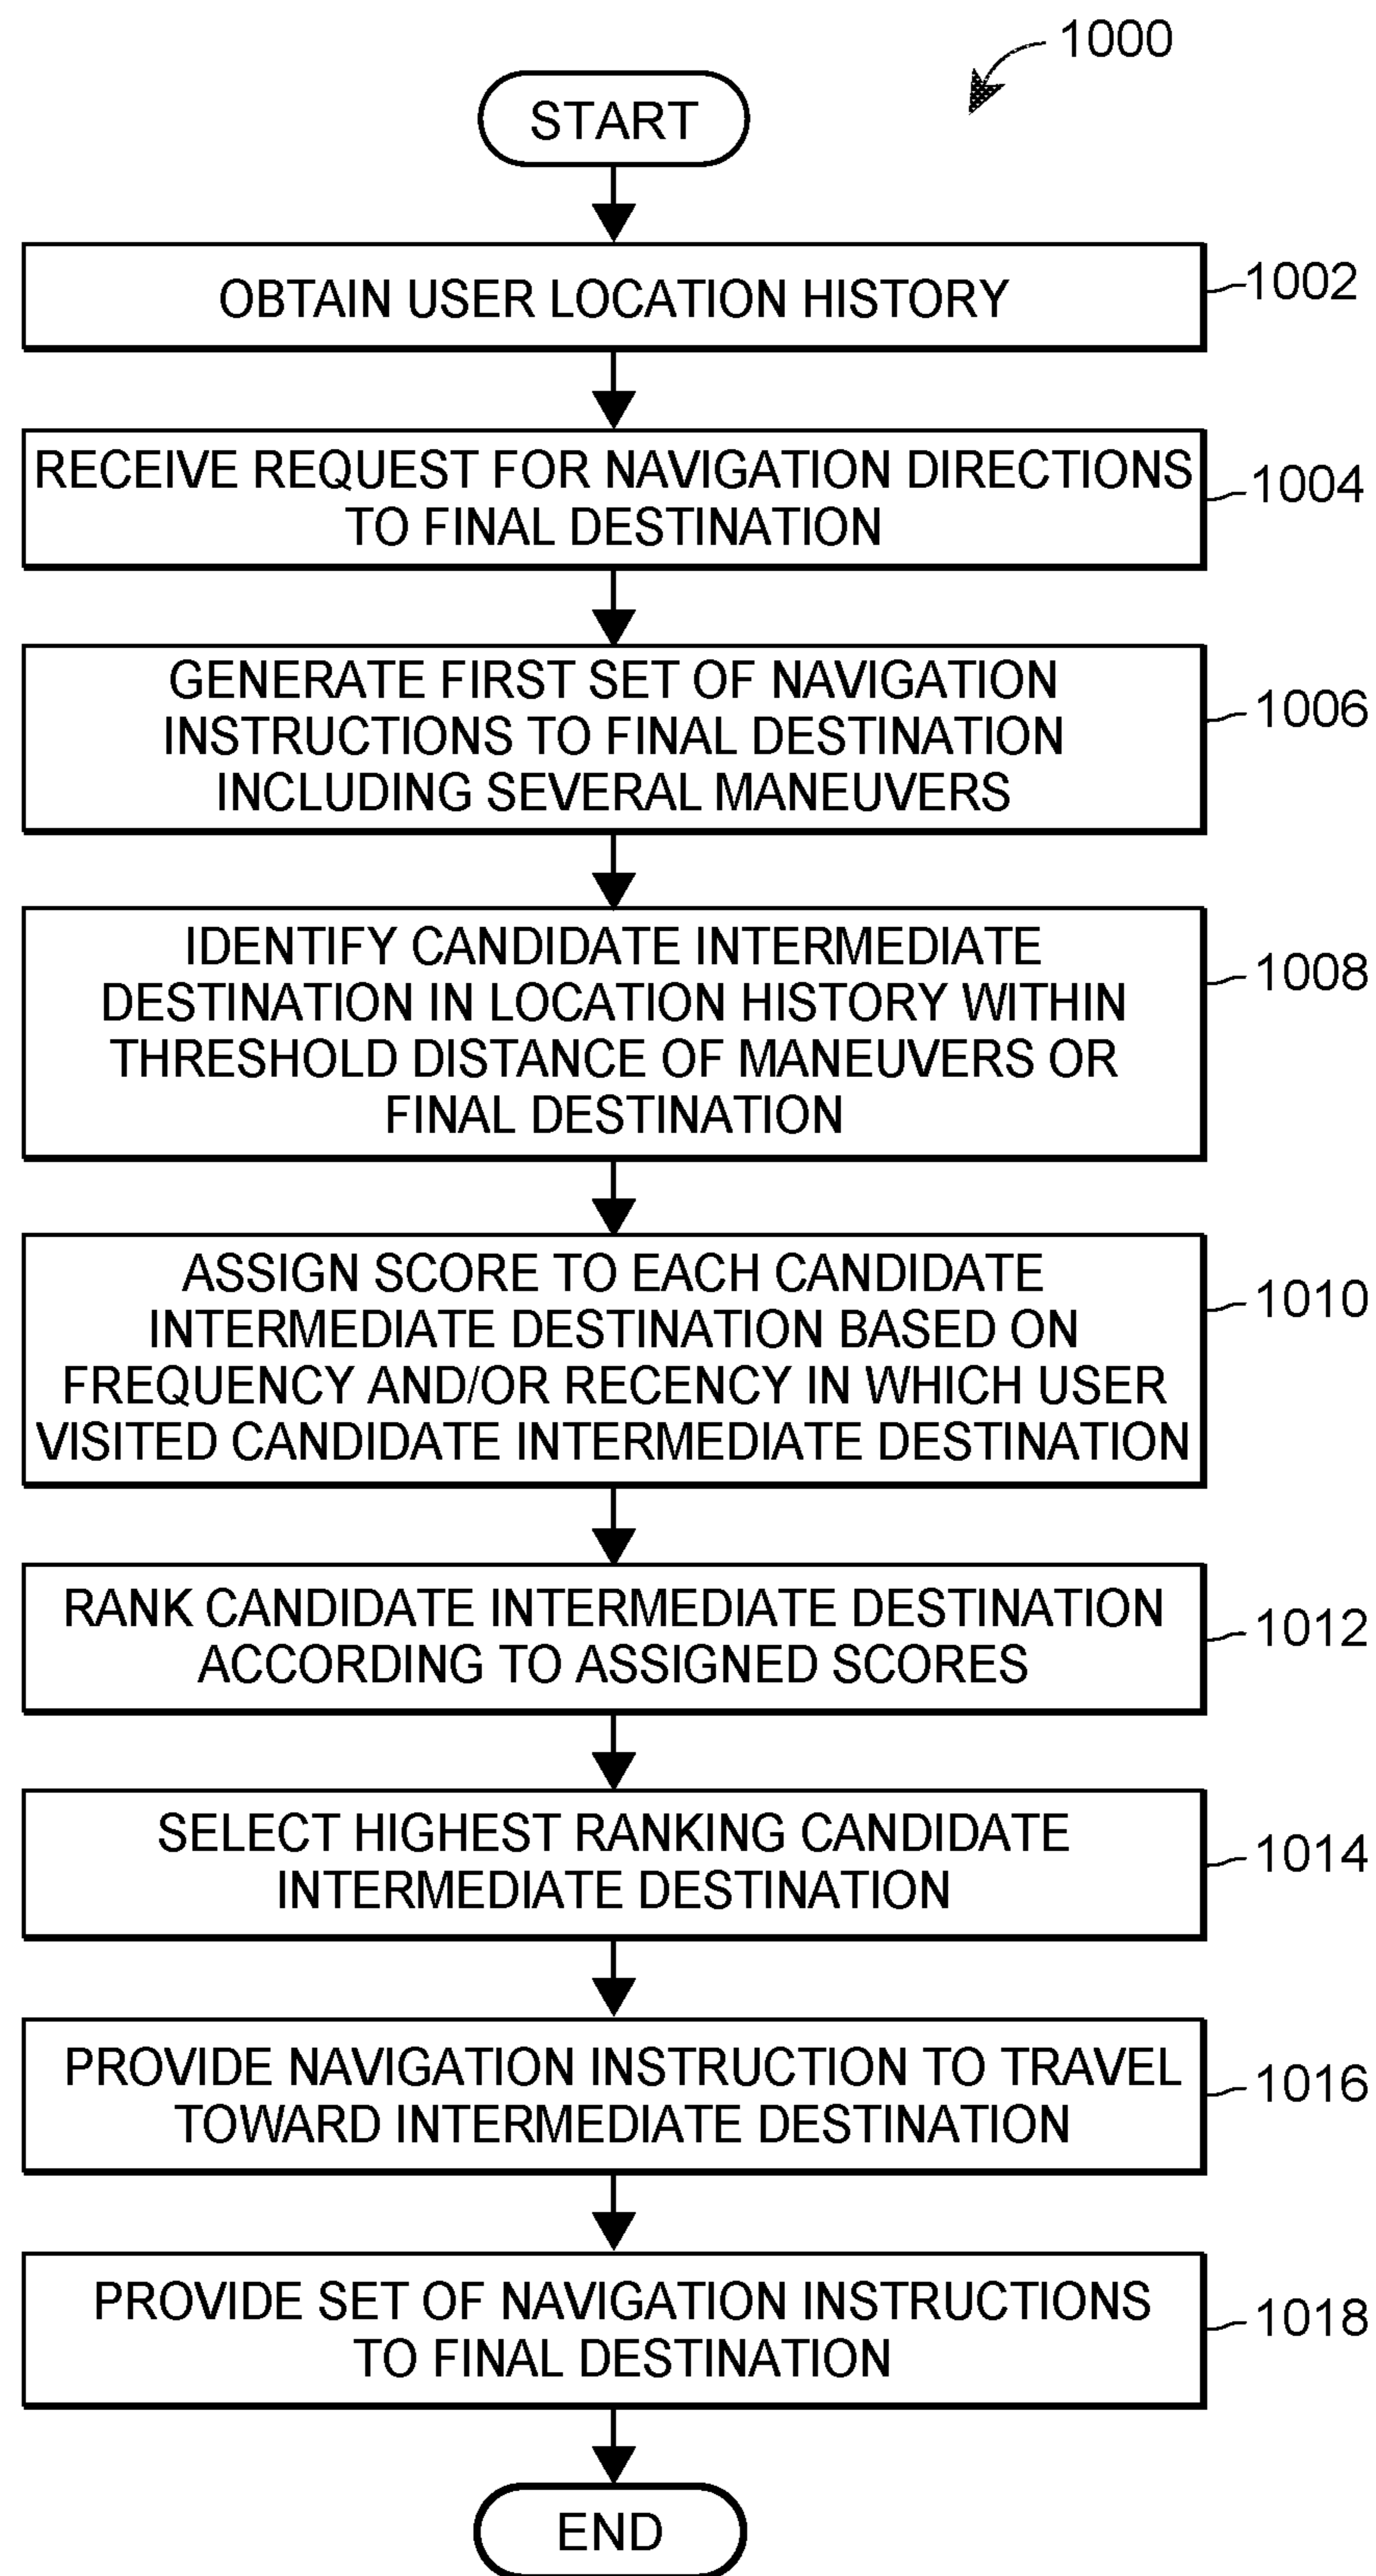 1000
START
OBTAIN USER LOCATION HISTORY
1002
RECEIVE REQUEST FOR NAVIGATION DIRECTIONS
TO FINAL DESTINATION
1004
GENERATE FIRST SET OF NAVIGATION
INSTRUCTIONS TO FINAL DESTINATION
INCLUDING SEVERAL MANEUVERS
1006
IDENTIFY CANDIDATE INTERMEDIATE
DESTINATION IN LOCATION HISTORY WITHIN
THRESHOLD DISTANCE OF MANEUVERS OR
FINAL DESTINATION
1008
ASSIGN SCORE TO EACH CANDIDATE
INTERMEDIATE DESTINATION BASED ON
FREQUENCY AND/OR RECENCY IN WHICH USER
VISITED CANDIDATE INTERMEDIATE DESTINATION
1010
RANK CANDIDATE INTERMEDIATE DESTINATION
ACCORDING TO ASSIGNED SCORES
1012
SELECT HIGHEST RANKING CANDIDATE
INTERMEDIATE DESTINATION
1014
PROVIDE NAVIGATION INSTRUCTION TO TRAVEL
TOWARD INTERMEDIATE DESTINATION
1016
PROVIDE SET OF NAVIGATION INSTRUCTIONS
TO FINAL DESTINATION
1018
END